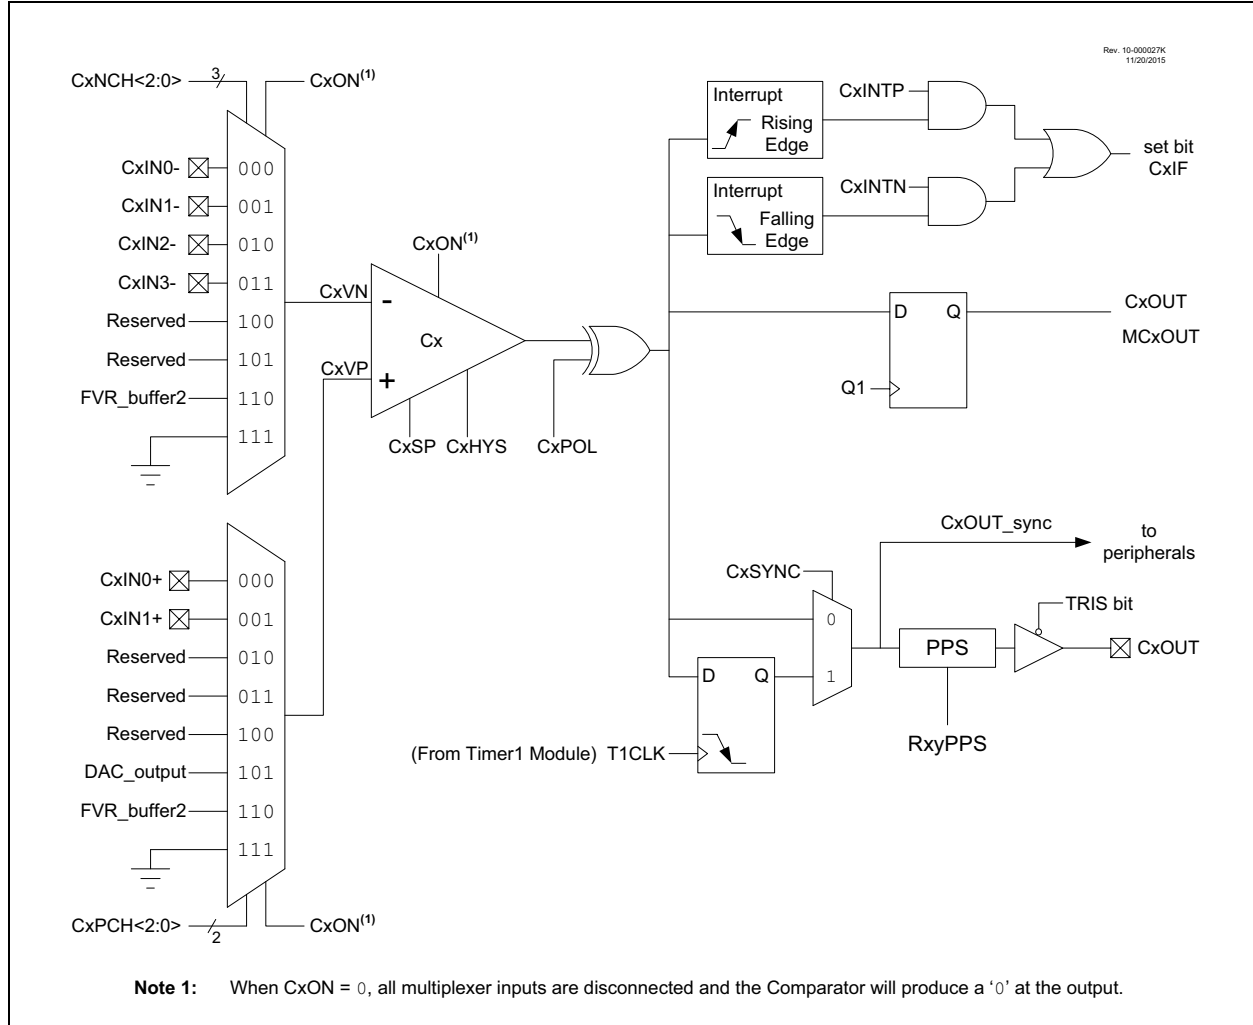 Rev. 10-000027K
11/20/2015
CxNCH<2:0>
3
CxON(1)
CxIN0-
000
CxIN1-
001
CxIN2-
010
CxIN3-
011
Reserved
100
Reserved
101
FVR_buffer2
110
111
CxVN
CxVP
CxON(1)
-
Cx
+
CxSP
CxHYS
CxPOL
Interrupt
Rising
Edge
CxINTP
Interrupt
Falling
Edge
CxINTN
set bit
CxIF
D
Q
Q1
CxOUT
MCxOUT
CxIN0+
000
CxIN1+
001
Reserved
010
Reserved
011
Reserved
100
DAC_output
101
FVR_buffer2
110
111
CxPCH<2:0>
2
CxON(1)
CxOUT_sync
to
peripherals
CxSYNC
0
1
D
Q
(From Timer1 Module) T1CLK
PPS
RxyPPS
TRIS bit
CxOUT
Note 1: When CxON = 0, all multiplexer inputs are disconnected and the Comparator will produce a ‘0’ at the output.